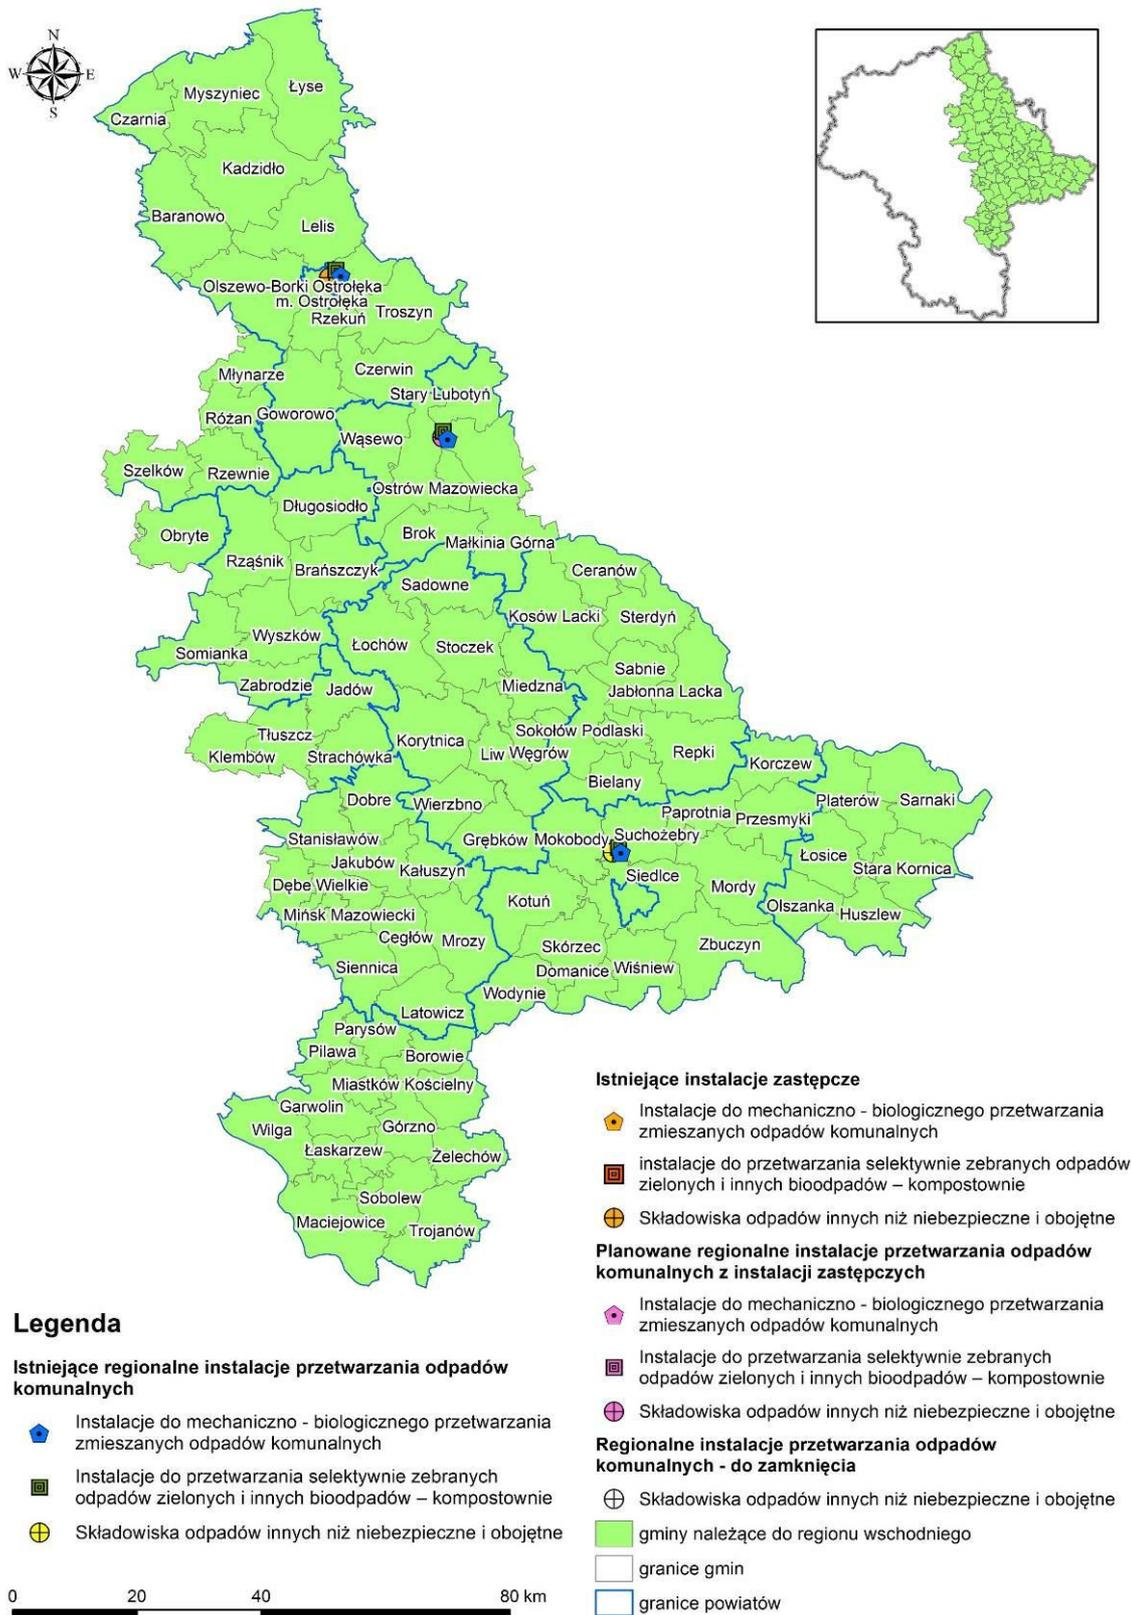 N
W E
S
Łyse
Myszyniec
Czarnia
Kadzidło
Baranowo
Lelis
Olszewo-Borki Ostrołęka
m. Ostrołęka
Troszyn
Rzekuń
Czerwin
Młynarze
Stary Lubotyń
Różan Goworowo
Wąsewo
Szelków Rzewnie
Ostrów Mazowiecka
Długosiodło
Obryte
Brok
Małkinia Górna
Rząśnik
Brańszczyk
Ceranów
Sadowne
Kosów Lacki
Sterdyń
Wyszków
Łochów
Stoczek
Somianka
Sabnie
Zabrodzie
Jadów
Miedzna
Jabłonna Lacka
Tłuszcz
Sokołów Podlaski
Korytnica
Klembów
Strachówka
Liw Węgrów
Repki
Korczew
Bielany
Dobre
Wierzbno
Platerów
Sarnaki
Paprotnia
Przesmyki
Stanisławów
Grębków Mokobody
Suchożebry
Jakubów
Kałuszyn
Łosice
Stara Kornica
Dębe Wielkie
Siedlce
Mordy
Mińsk Mazowiecki
Kotuń
Olszanka
Huszlew
Cegłów
Mrozy
Skórzec
Zbuczyn
Siennica
Domanice
Wiśniew
Wodynie
Latowicz
Parysów
Pilawa
Borowie
Miastków Kościelny
Garwolin
Wilga
Górzno
Łaskarzew
Żelechów
Sobolew
Maciejowice
Trojanów
Legenda
Istniejące regionalne instalacje przetwarzania odpadów
komunalnych
Instalacje do mechaniczno - biologicznego przetwarzania
zmieszanych odpadów komunalnych
Instalacje do przetwarzania selektywnie zebranych
odpadów zielonych i innych bioodpadów – kompostownie
Składowiska odpadów innych niż niebezpieczne i obojętne
0 20 40 80 km
Istniejące instalacje zastępcze
Instalacje do mechaniczno - biologicznego przetwarzania
zmieszanych odpadów komunalnych
instalacje do przetwarzania selektywnie zebranych odpadów
zielonych i innych bioodpadów – kompostownie
Składowiska odpadów innych niż niebezpieczne i obojętne
Planowane regionalne instalacje przetwarzania odpadów
komunalnych z instalacji zastępczych
Instalacje do mechaniczno - biologicznego przetwarzania
zmieszanych odpadów komunalnych
Instalacje do przetwarzania selektywnie zebranych
odpadów zielonych i innych bioodpadów – kompostownie
Składowiska odpadów innych niż niebezpieczne i obojętne
Regionalne instalacje przetwarzania odpadów
komunalnych - do zamknięcia
Składowiska odpadów innych niż niebezpieczne i obojętne
gminy należące do regionu wschodniego
granice gmin
granice powiatów